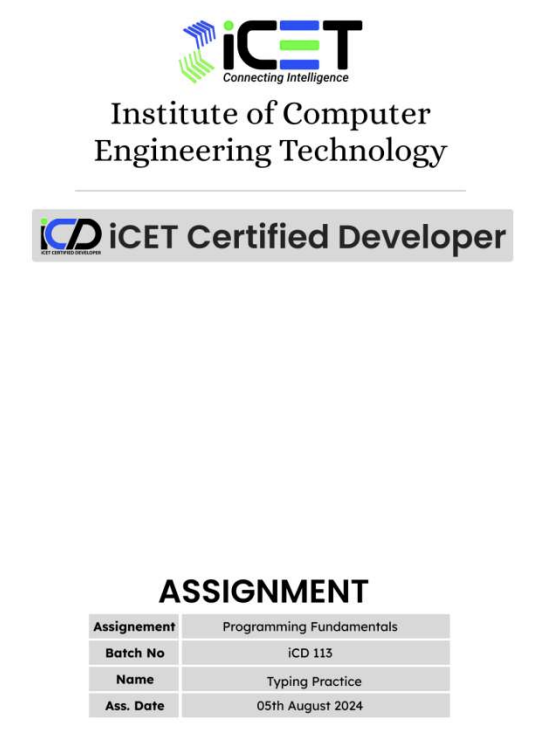 iCET
Connecting Intelligence
Institute of Computer
Engineering Technology
iCD iCET Certified Developer
iCET CERTIFIED DEVELOPER
ASSIGNMENT
Assignement Programming Fundamentals
Batch No iCD 113
Name Typing Practice
Ass. Date 05th August 2024